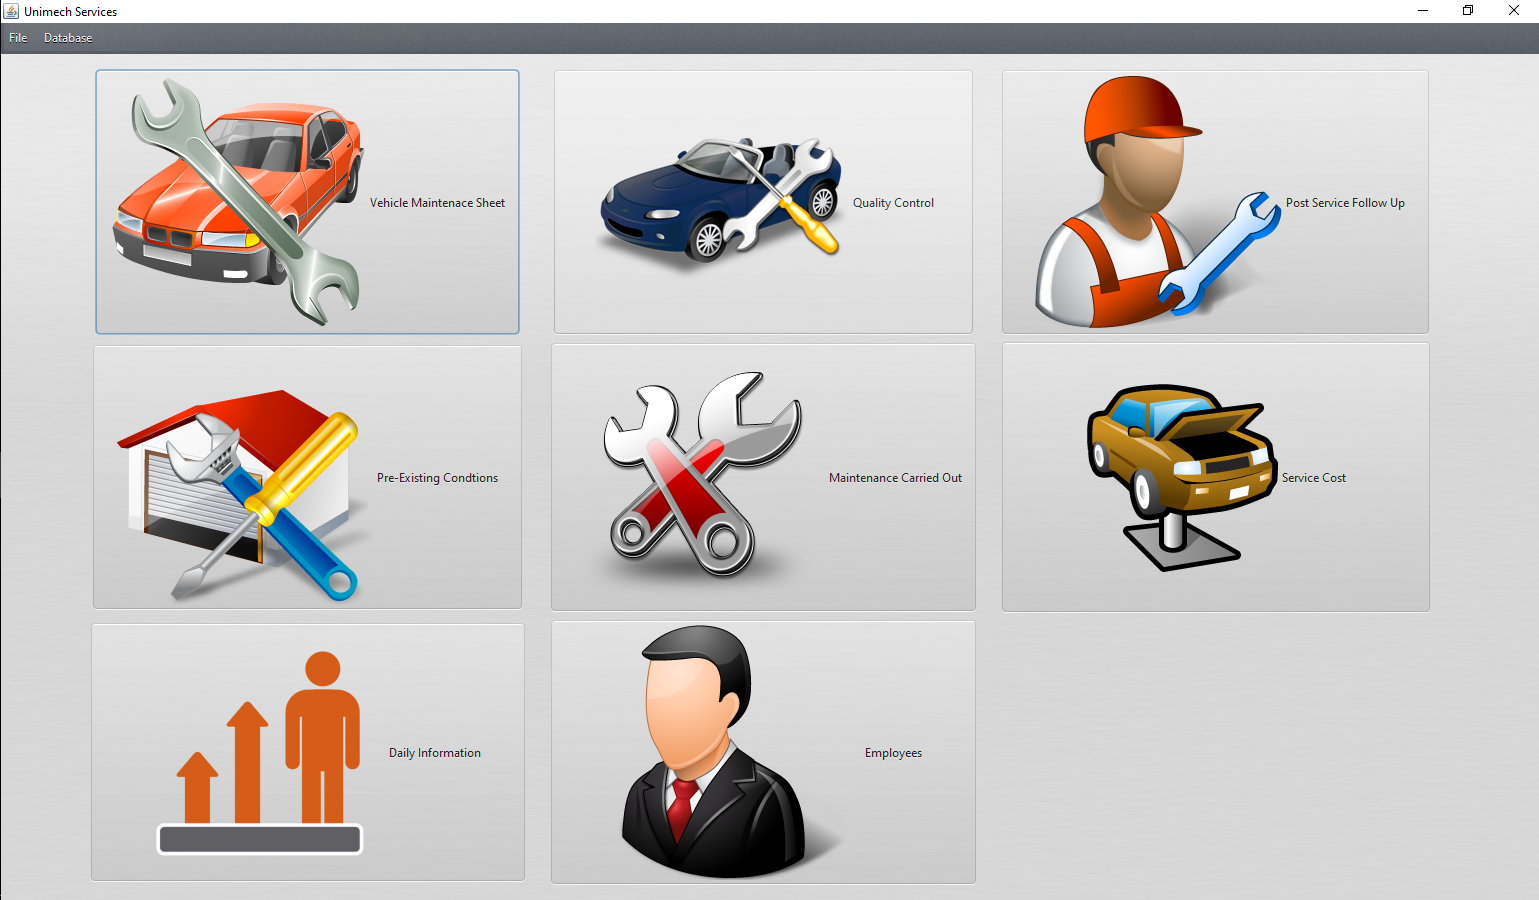 Unimech Services
File Database
Vehicle Maintenace Sheet
Quality Control
Post Service Follow Up
Pre-Existing Condtions
Maintenance Carried Out
Service Cost
Daily Information
Employees